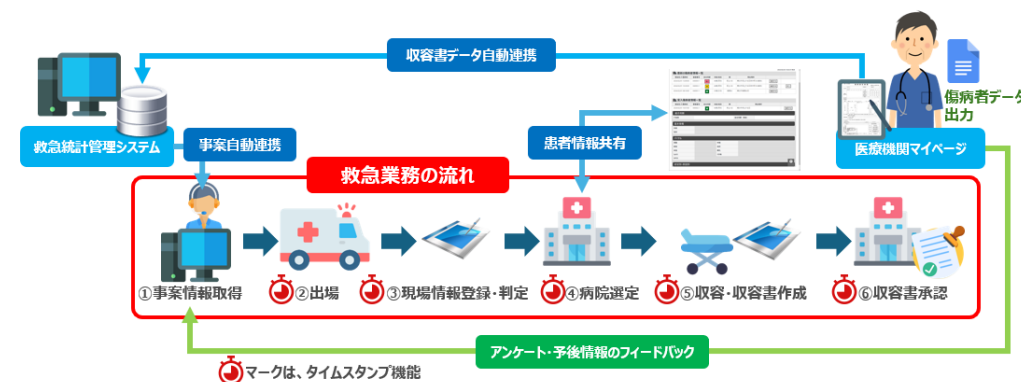 収容書データ自動連携
傷病者データ
出力
救急統計管理システム
事案自動連携
患者情報共有
医療機関マイページ
救急業務の流れ
①事案情報取得
②出場
③現場情報登録・判定
④病院選定
⑤収容・収容書作成
⑥収容書承認
アンケート・予後情報のフィードバック
マークは、タイムスタンプ機能